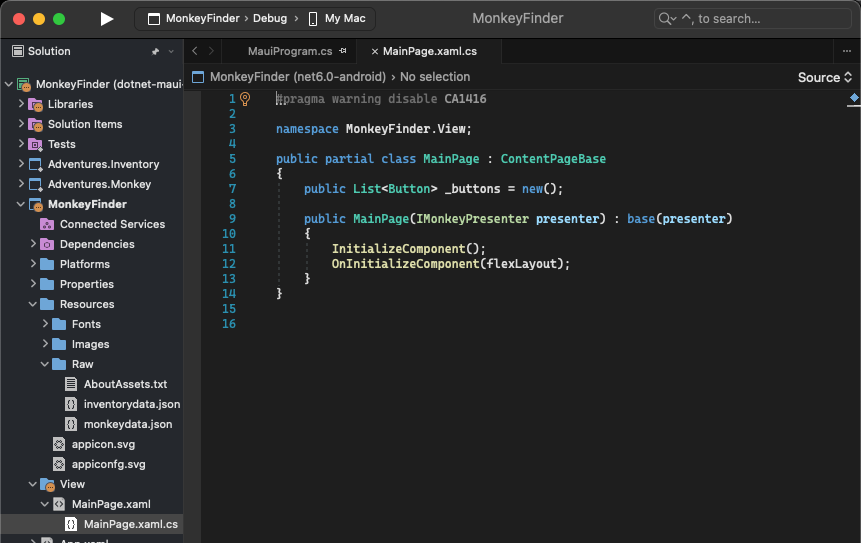 MonkeyFinder › Debug › My Mac
MonkeyFinder
^, to search...
Solution
MauiProgram.cs
MainPage.xaml.cs
MonkeyFinder (net6.0-android) › No selection
Source
MonkeyFinder (dotnet-maui-
Libraries
Solution Items
Tests
Adventures.Inventory
Adventures.Monkey
MonkeyFinder
Connected Services
Dependencies
Platforms
Properties
Resources
Fonts
Images
Raw
AboutAssets.txt
inventorydata.json
monkeydata.json
appicon.svg
appiconfg.svg
View
MainPage.xaml
MainPage.xaml.cs
App.xaml
1 #pragma warning disable CA1416
2
3 namespace MonkeyFinder.View;
4
5 public partial class MainPage : ContentPageBase
6 {
7 public List<Button> _buttons = new();
8
9 public MainPage(IMonkeyPresenter presenter) : base(presenter)
10 {
11 InitializeComponent();
12 OnInitializeComponent(flexLayout);
13 }
14 }
15
16